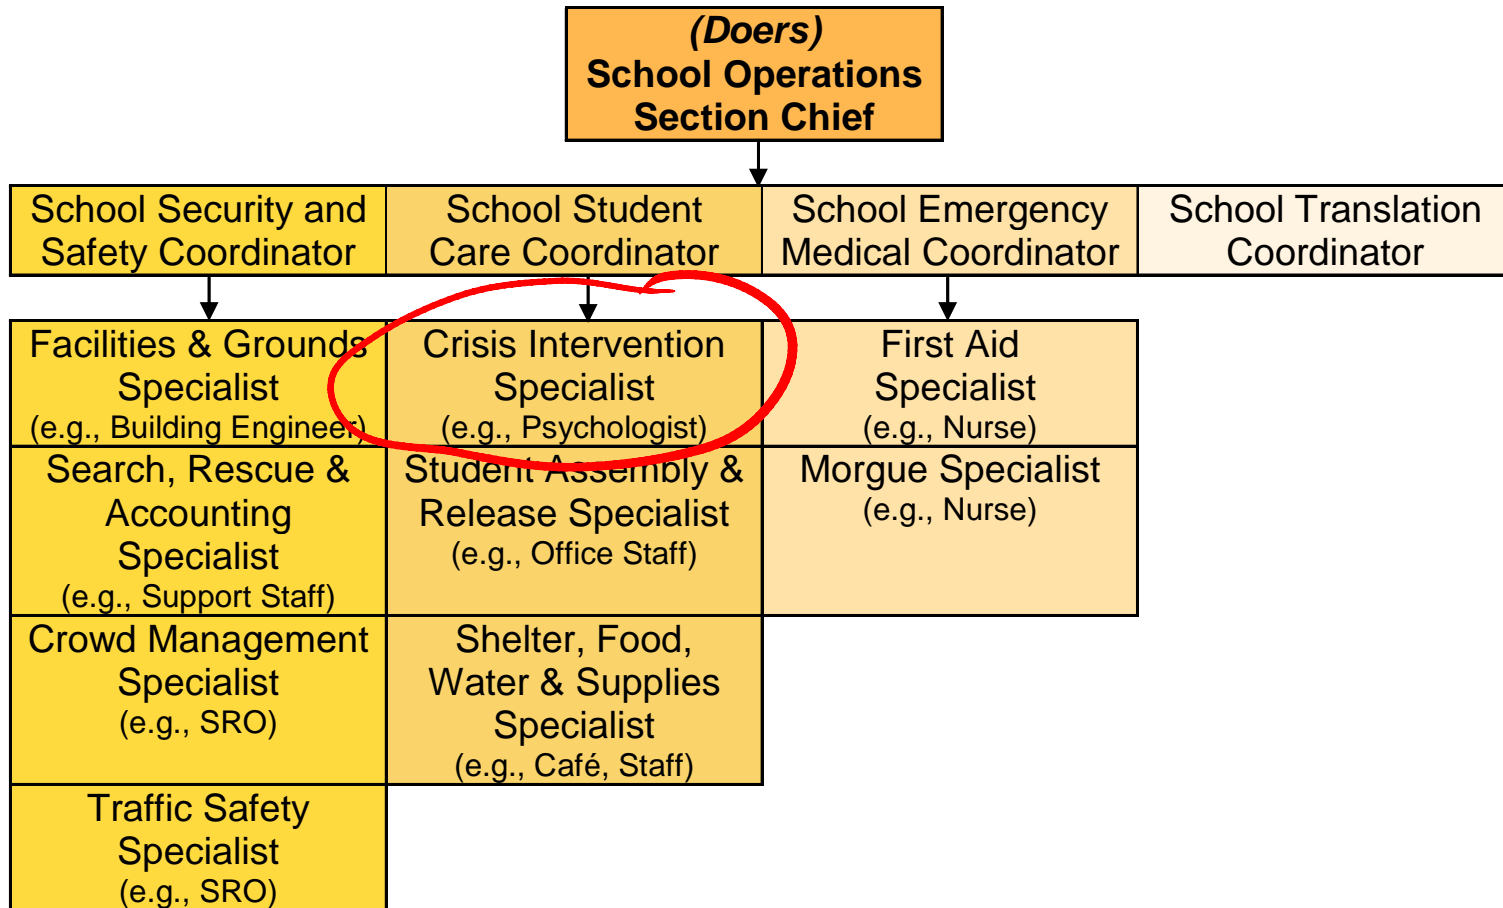 (Doers)
School Operations
Section Chief
School Security and
Safety Coordinator
School Student
Care Coordinator
School Emergency
Medical Coordinator
School Translation
Coordinator
Facilities & Grounds
Specialist
(e.g., Building Engineer)
Search, Rescue &
Accounting
Specialist
(e.g., Support Staff)
Crowd Management
Specialist
(e.g., SRO)
Traffic Safety
Specialist
(e.g., SRO)
Crisis Intervention
Specialist
(e.g., Psychologist)
Student Assembly &
Release Specialist
(e.g., Office Staff)
Shelter, Food,
Water & Supplies
Specialist
(e.g., Café, Staff)
First Aid
Specialist
(e.g., Nurse)
Morgue Specialist
(e.g., Nurse)